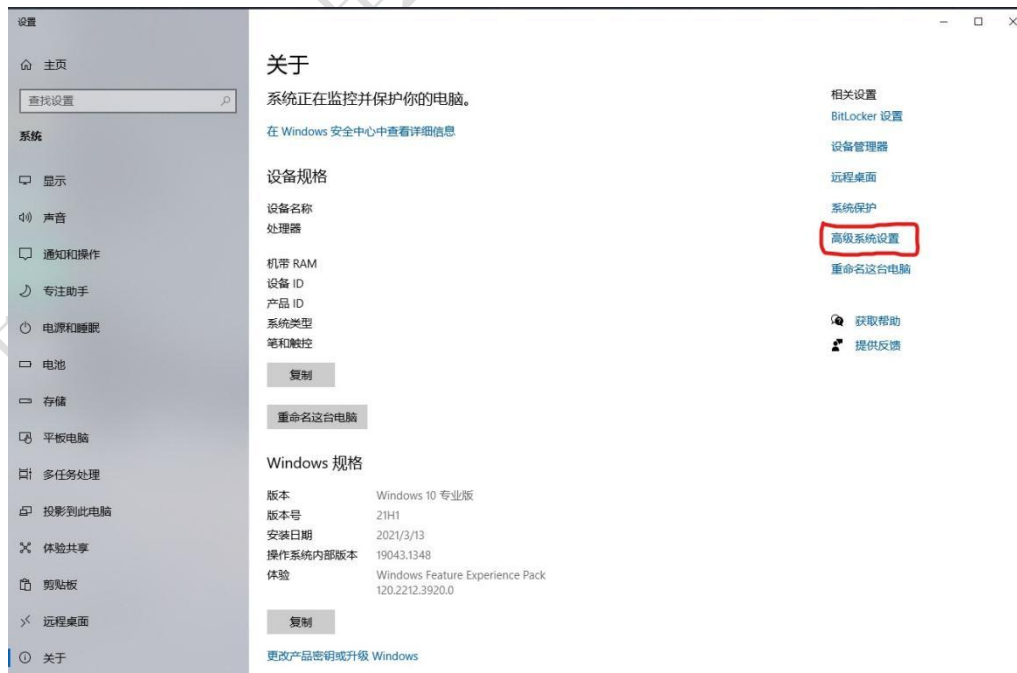 设置
主页
查找设置
系统
显示
声音
通知和操作
专注助手
电源和睡眠
电池
存储
平板电脑
多任务处理
投影到此电脑
体验共享
剪贴板
远程桌面
关于
关于
系统正在监控并保护你的电脑。
在 Windows 安全中心中查看详细信息
设备规格
设备名称
处理器
机带 RAM
设备 ID
产品 ID
系统类型
笔和触控
复制
重命名这台电脑
Windows 规格
版本 Windows 10 专业版
版本号 21H1
安装日期 2021/3/13
操作系统内部版本 19043.1348
体验 Windows Feature Experience Pack
120.2212.3920.0
复制
更改产品密钥或升级 Windows
相关设置
BitLocker 设置
设备管理器
远程桌面
系统保护
高级系统设置
重命名这台电脑
获取帮助
提供反馈